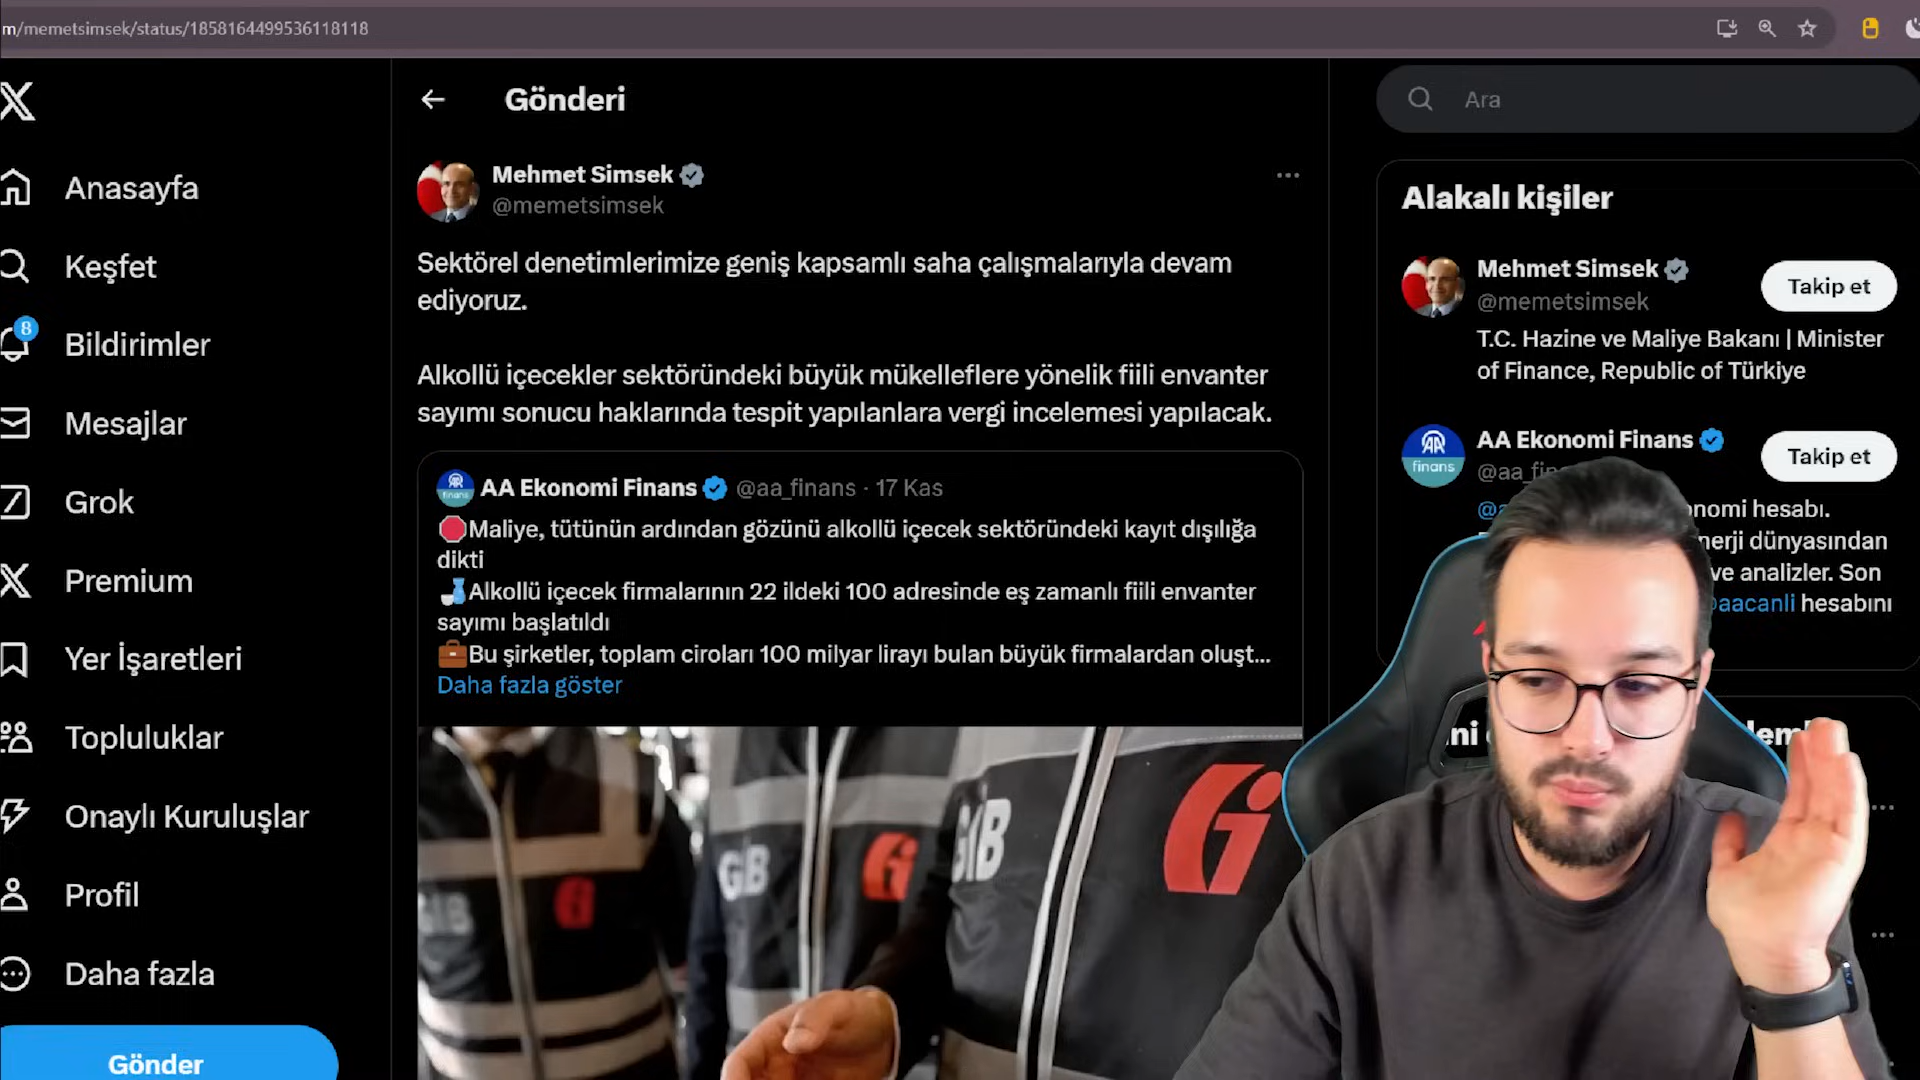 m/memetsimsek/status/1858164499536118118
Gönderi
Ara
Anasayfa
Keşfet
8
Bildirimler
Mesajlar
Grok
Premium
Yer İşaretleri
Topluluklar
Onaylı Kuruluşlar
Profil
Daha fazla
Gönder
Mehmet Simsek
@memetsimsek
Sektörel denetimlerimize geniş kapsamlı saha çalışmalarıyla devam
ediyoruz.
Alkollü içecekler sektöründeki büyük mükelleflere yönelik fiili envanter
sayımı sonucu haklarında tespit yapılanlara vergi incelemesi yapılacak.
AA Ekonomi Finans @aa_finans · 17 Kas
Maliye, tütünün ardından gözünü alkollü içecek sektöründeki kayıt dışılığa
dikti
Alkollü içecek firmalarının 22 ildeki 100 adresinde eş zamanlı fiili envanter
sayımı başlatıldı
Bu şirketler, toplam ciroları 100 milyar lirayı bulan büyük firmalardan oluşt...
Daha fazla göster
GİB
GİB
Alakalı kişiler
Mehmet Simsek
@memetsimsek
Takip et
T.C. Hazine ve Maliye Bakanı | Minister
of Finance, Republic of Türkiye
AA finans
AA Ekonomi Finans
Takip et
hesabı.
dünyasından
ve analizler. Son
hesabını